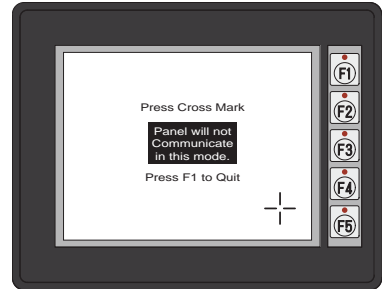 Press Cross Mark
Panel will not
Communicate
in this mode.
Press F1 to Quit
F1
F2
F3
F4
F5